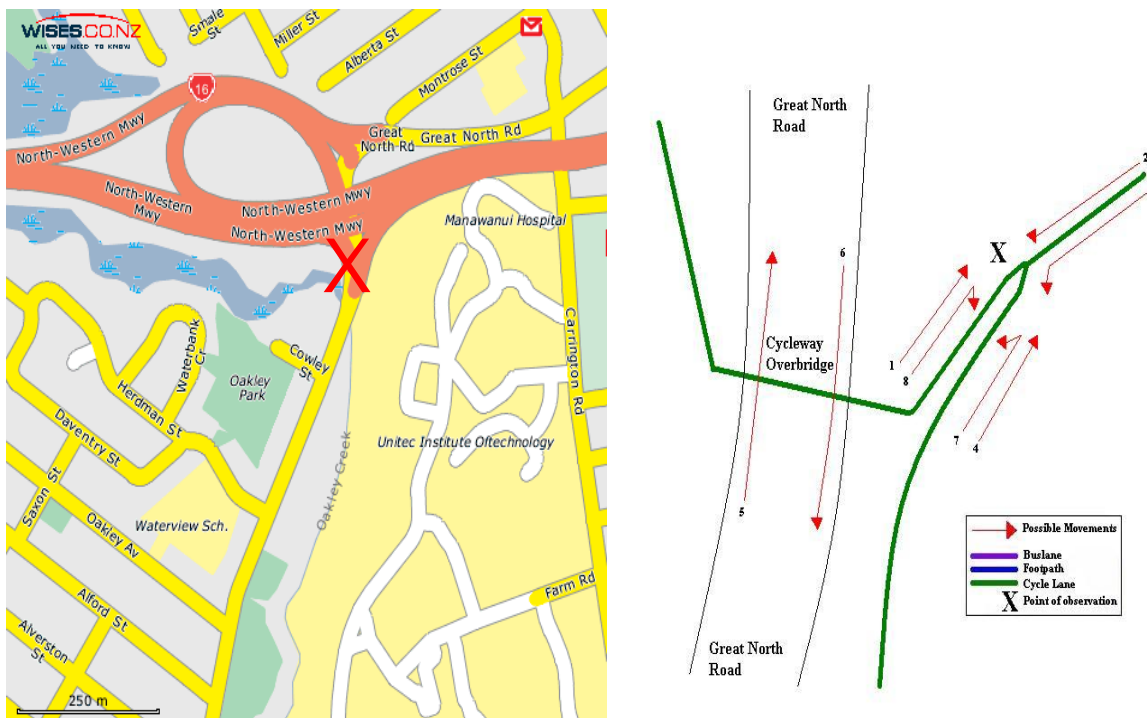 WISES.CO.NZ
ALL YOU NEED TO KNOW
Smale
St
Miller St
Alberta St
Montrose St
16
North-Western Mwy
Great
North Rd
Great North Rd
North-Western
Mwy
North-Western Mwy
North-Western Mwy
X
Manawanui Hospital
Carrington Rd
Waterbank
Cr
Cowley
St
Oakley
Park
Herdman St
Daventry St
Saxon St
Oakley Creek
Unitec Institute Oftechnology
Waterview Sch.
Oakley Av
Alford St
Alverston
St
Farm Rd
250 m
Great North
Road
2
X
6
Cycleway
Overbridge
1
8
7
4
5
Great North
Road
Possible Movements
Buslane
Footpath
Cycle Lane
X Point of observation